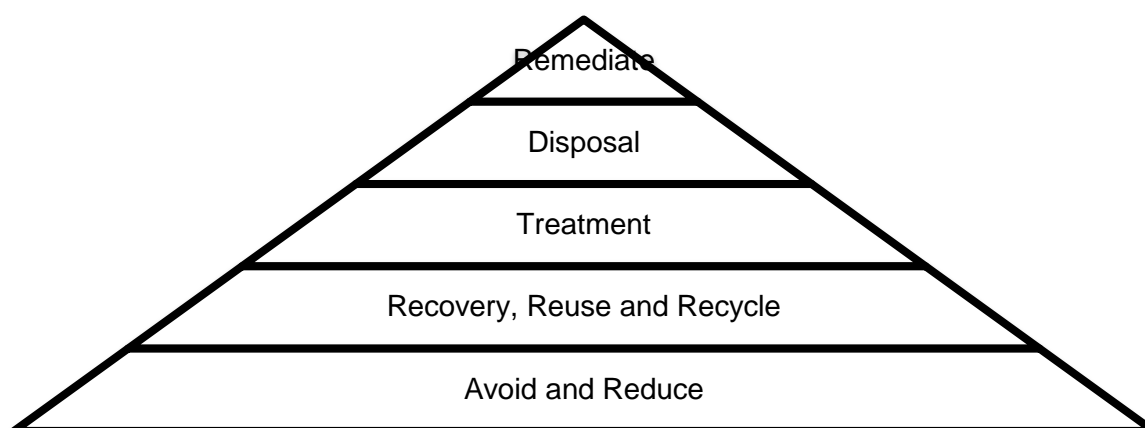 Remediate
Disposal
Treatment
Recovery, Reuse and Recycle
Avoid and Reduce